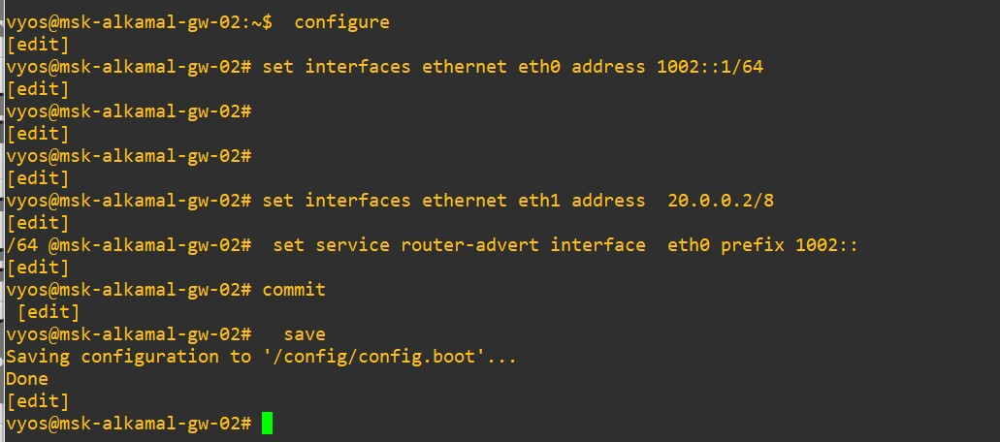 vyos@msk-alkamal-gw-02:~$  configure
[edit]
vyos@msk-alkamal-gw-02# set interfaces ethernet eth0 address 1002::1/64
[edit]
vyos@msk-alkamal-gw-02#
[edit]
vyos@msk-alkamal-gw-02#
[edit]
vyos@msk-alkamal-gw-02# set interfaces ethernet eth1 address  20.0.0.2/8
[edit]
/64 @msk-alkamal-gw-02#  set service router-advert interface  eth0 prefix 1002::
[edit]
vyos@msk-alkamal-gw-02# commit
 [edit]
vyos@msk-alkamal-gw-02#   save
Saving configuration to '/config/config.boot'...
Done
[edit]
vyos@msk-alkamal-gw-02#